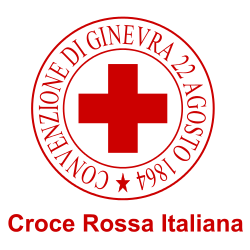 CONVENZIONE DI GINEVRA 22 AGOSTO 1864
Croce Rossa Italiana